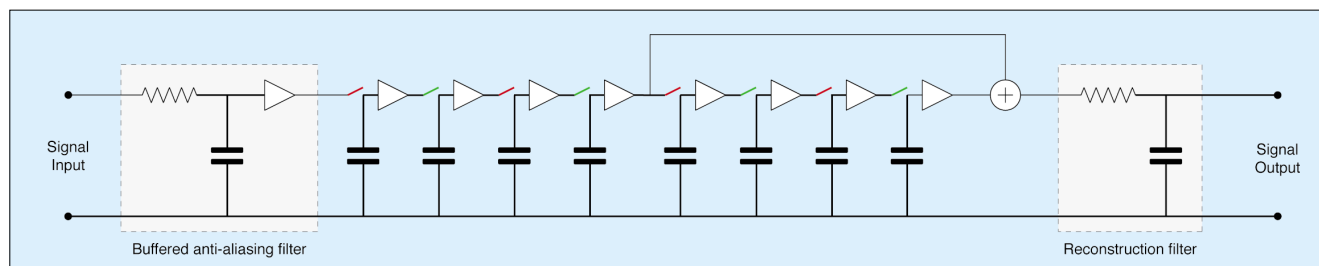 Signal
Input
Signal
Output
Buffered anti-aliasing filter
Reconstruction filter